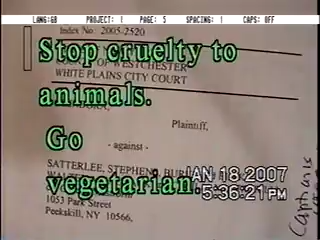 LANG:GB PROJECT: 1 PAGE: 5 SPACING: 1 CAPS: OFF
Index No: 2005-2520
Stop cruelty to
WESTCHESTER
WHITE PLAINS CITY COURT
animals.
Plaintiff,
Go
- against -
SATTERLEE, STEPHEN
JAN 18 2007
vegetarian.
5:36:21 PM
1053 Park Street
Peekskill, NY 10566,